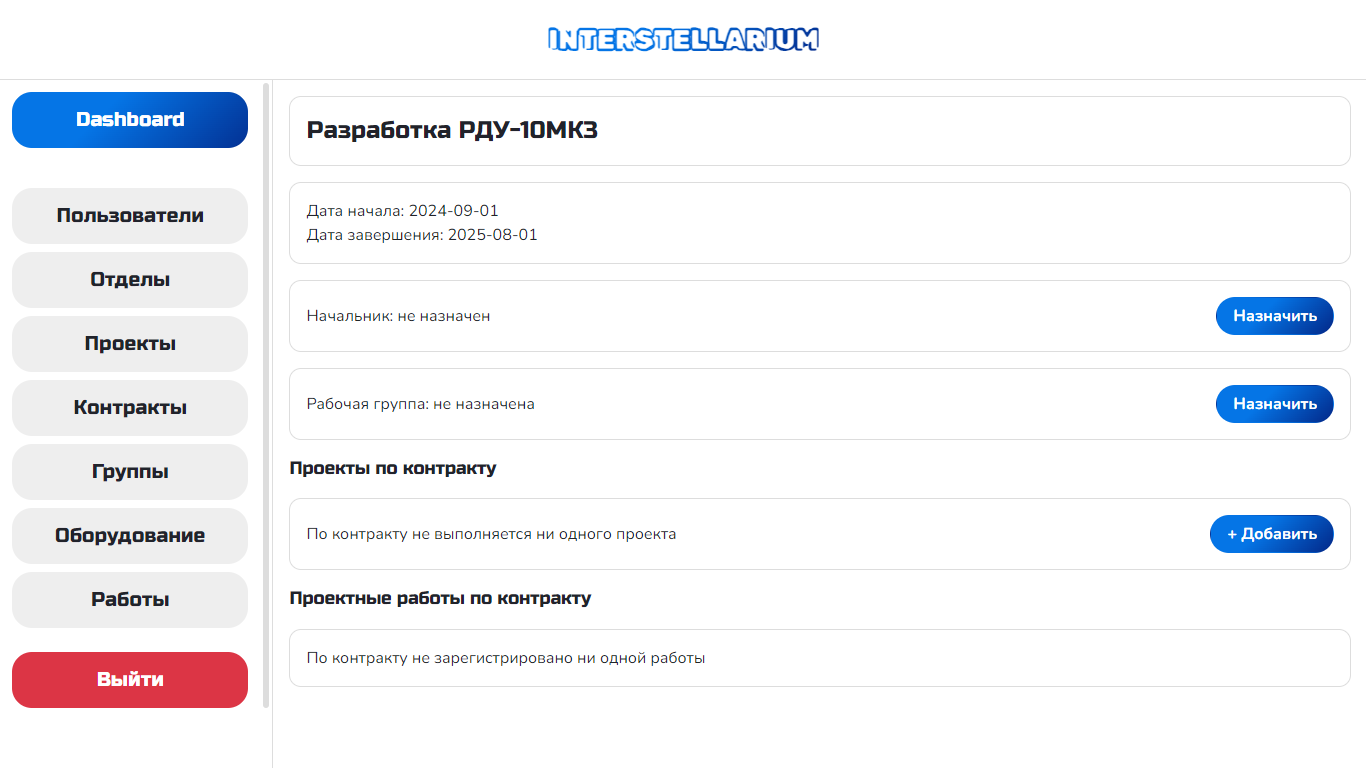 INTERSTELLARIUM
Dashboard
Пользователи
Отделы
Проекты
Контракты
Группы
Оборудование
Работы
Выйти
Разработка РДУ-10МК3
Дата начала: 2024-09-01
Дата завершения: 2025-08-01
Начальник: не назначен
Назначить
Рабочая группа: не назначена
Назначить
Проекты по контракту
По контракту не выполняется ни одного проекта
+ Добавить
Проектные работы по контракту
По контракту не зарегистрировано ни одной работы